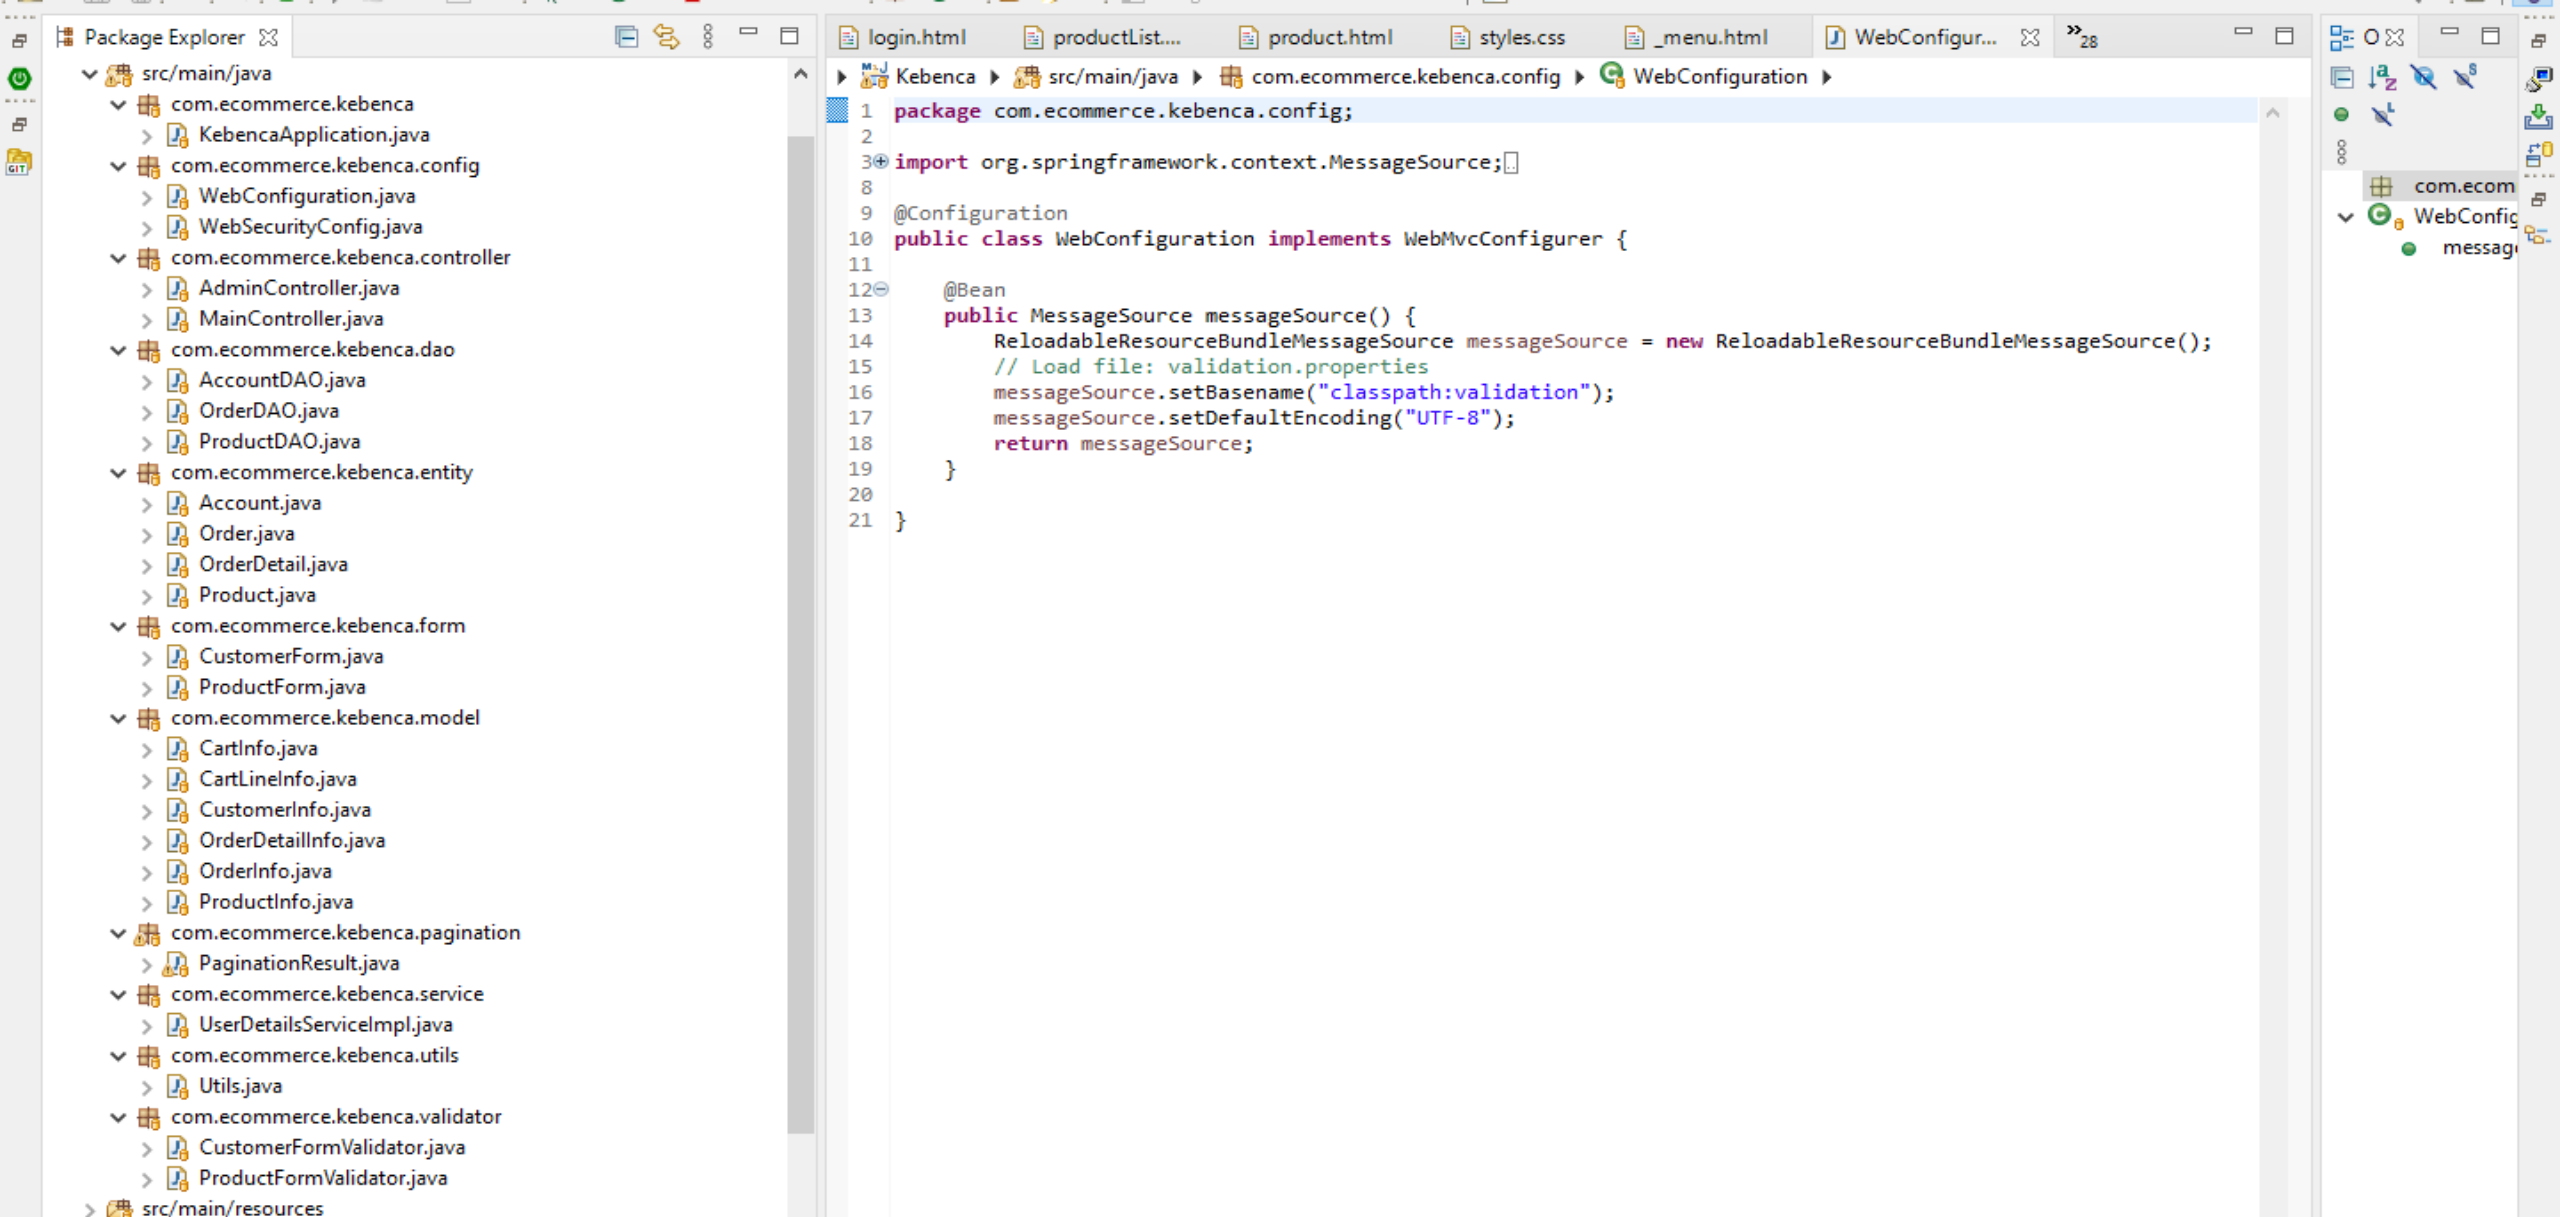 Package Explorer
src/main/java
com.ecommerce.kebenca
KebencaApplication.java
com.ecommerce.kebenca.config
WebConfiguration.java
WebSecurityConfig.java
com.ecommerce.kebenca.controller
AdminController.java
MainController.java
com.ecommerce.kebenca.dao
AccountDAO.java
OrderDAO.java
ProductDAO.java
com.ecommerce.kebenca.entity
Account.java
Order.java
OrderDetail.java
Product.java
com.ecommerce.kebenca.form
CustomerForm.java
ProductForm.java
com.ecommerce.kebenca.model
CartInfo.java
CartLineInfo.java
CustomerInfo.java
OrderDetailInfo.java
OrderInfo.java
ProductInfo.java
com.ecommerce.kebenca.pagination
PaginationResult.java
com.ecommerce.kebenca.service
UserDetailsServiceImpl.java
com.ecommerce.kebenca.utils
Utils.java
com.ecommerce.kebenca.validator
CustomerFormValidator.java
ProductFormValidator.java
src/main/resources
GIT
login.html productList.... product.html styles.css _menu.html WebConfigur... »28
Kebenca src/main/java com.ecommerce.kebenca.config WebConfiguration
1 package com.ecommerce.kebenca.config;
2
3 import org.springframework.context.MessageSource;
8
9 @Configuration
10 public class WebConfiguration implements WebMvcConfigurer {
11
12 @Bean
13 public MessageSource messageSource() {
14 ReloadableResourceBundleMessageSource messageSource = new ReloadableResourceBundleMessageSource();
15 // Load file: validation.properties
16 messageSource.setBasename("classpath:validation");
17 messageSource.setDefaultEncoding("UTF-8");
18 return messageSource;
19 }
20
21 }
O
com.ecom
WebConfig
messag